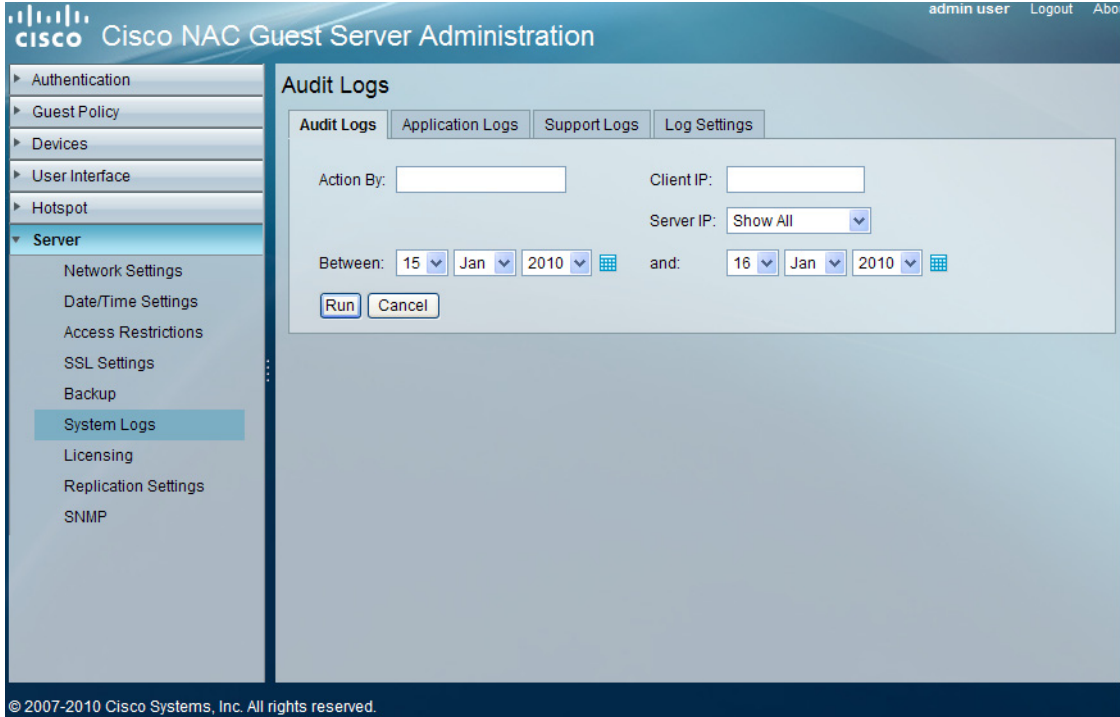 admin user Logout Abo
CISCO Cisco NAC Guest Server Administration
Authentication
Guest Policy
Devices
User Interface
Hotspot
Server
Network Settings
Date/Time Settings
Access Restrictions
SSL Settings
Backup
System Logs
Licensing
Replication Settings
SNMP
Audit Logs
Audit Logs Application Logs Support Logs Log Settings
Action By: Client IP:
Server IP: Show All
Between: 15 Jan 2010 and: 16 Jan 2010
Run Cancel
© 2007-2010 Cisco Systems, Inc. All rights reserved.